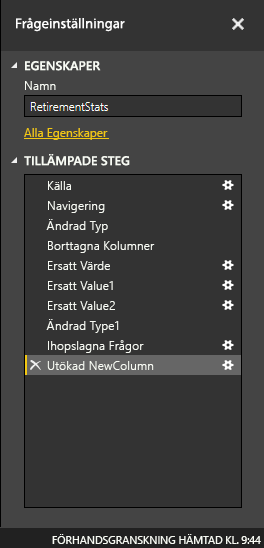 Frågeinställningar
EGENSKAPER
Namn
RetirementStats
Alla Egenskaper
TILLÄMPADE STEG
Källa
Navigering
Ändrad Typ
Borttagna Kolumner
Ersatt Värde
Ersatt Value1
Ersatt Value2
Ändrad Type1
Ihopslagna Frågor
Utökad NewColumn
FÖRHANDSGRANSKNING HÄMTAD KL. 9:44